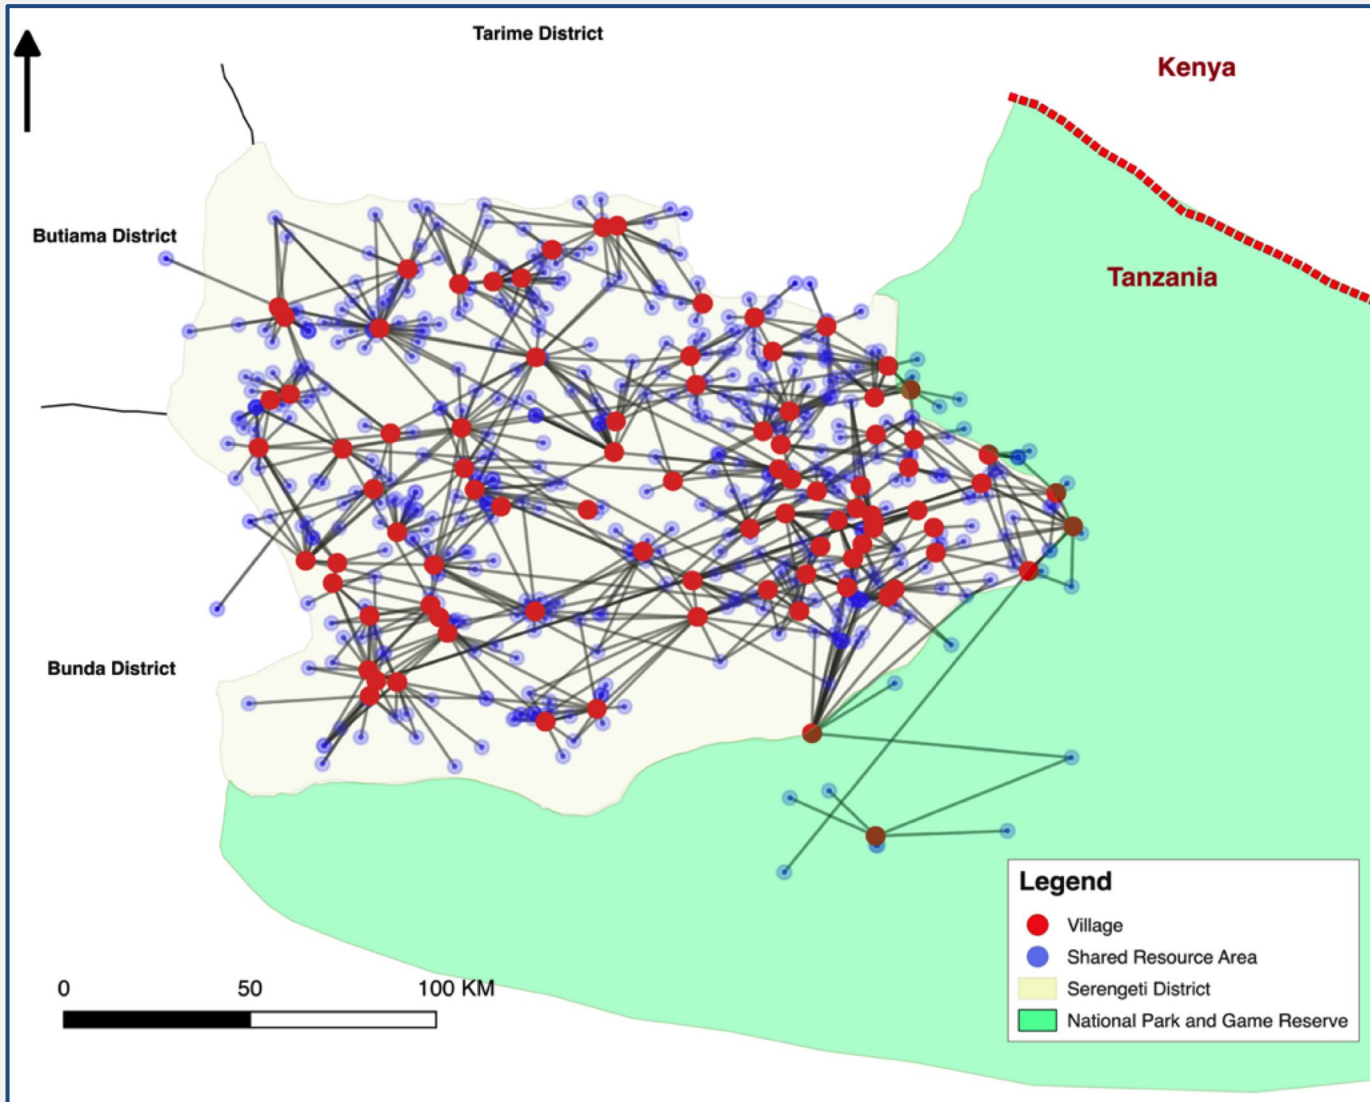 Tarime District
Kenya
Butiama District
Tanzania
Bunda District
Legend
Village
Shared Resource Area
Serengeti District
National Park and Game Reserve
0 50 100 KM